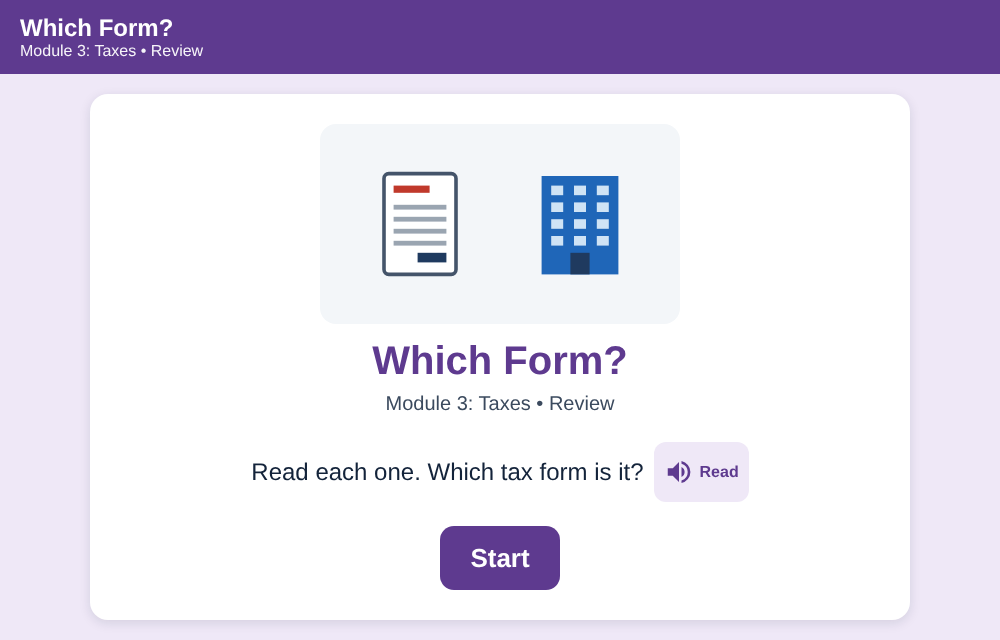 Which Form?
Module 3: Taxes • Review
Which Form?
Module 3: Taxes • Review
Read each one. Which tax form is it?
Read
Start